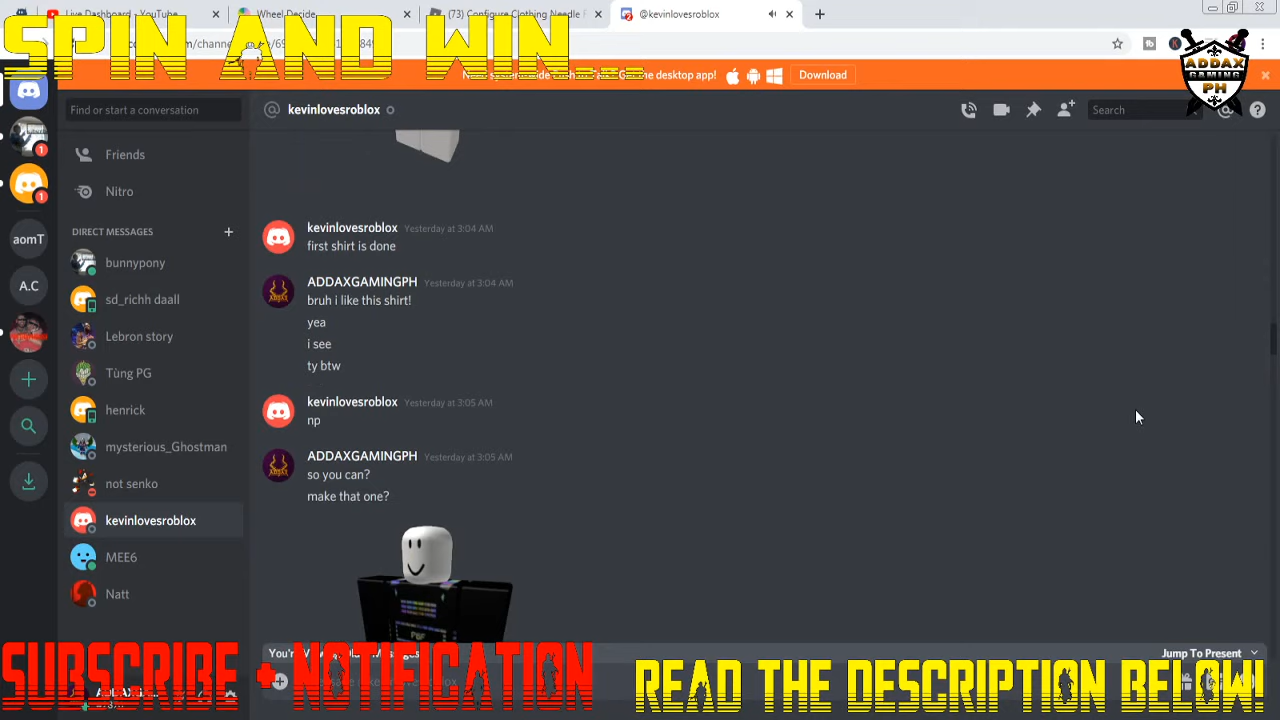 Live Dashboard - YouTube
Wheel Decide
(73) Configure Clothing Needle F
@kevinlovesroblox
SPIN AND WIN....
desktop app!
Download
ADDAX
GAMING
PH
Find or start a conversation
kevinlovesroblox
Search
Friends
Nitro
DIRECT MESSAGES
bunnypony
sd_richh daall
Lebron story
Tùng PG
henrick
mysterious_Ghostman
not senko
kevinlovesroblox
MEE6
Natt
aomT
A.C
1
1
kevinlovesroblox Yesterday at 3:04 AM
first shirt is done
ADDAXGAMINGPH Yesterday at 3:04 AM
bruh i like this shirt!
yea
i see
ty btw
kevinlovesroblox Yesterday at 3:05 AM
np
ADDAXGAMINGPH Yesterday at 3:05 AM
so you can?
make that one?
Jump To Present
SUBSCRIBE + NOTIFICATION
READ THE DESCRIPTION BELOW!